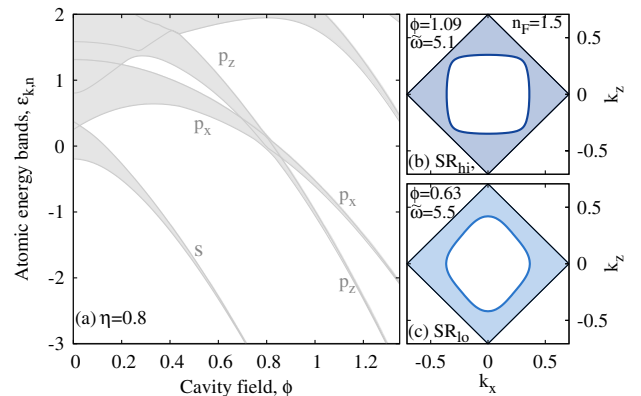 2
1
0
-1
-2
-3
0
0.2
0.4
0.6
0.8
1
1.2
Atomic energy bands, ε_{k,n}
Cavity field, ϕ
p_z
p_x
s
p_x
p_z
(a) η=0.8
ϕ=1.09 n_F=1.5
ω̃=5.1
(b) SR_hi,
0.5
0
-0.5
k_z
ϕ=0.63
ω̃=5.5
(c) SR_lo
0.5
0
-0.5
k_z
-0.5 0 0.5
k_x